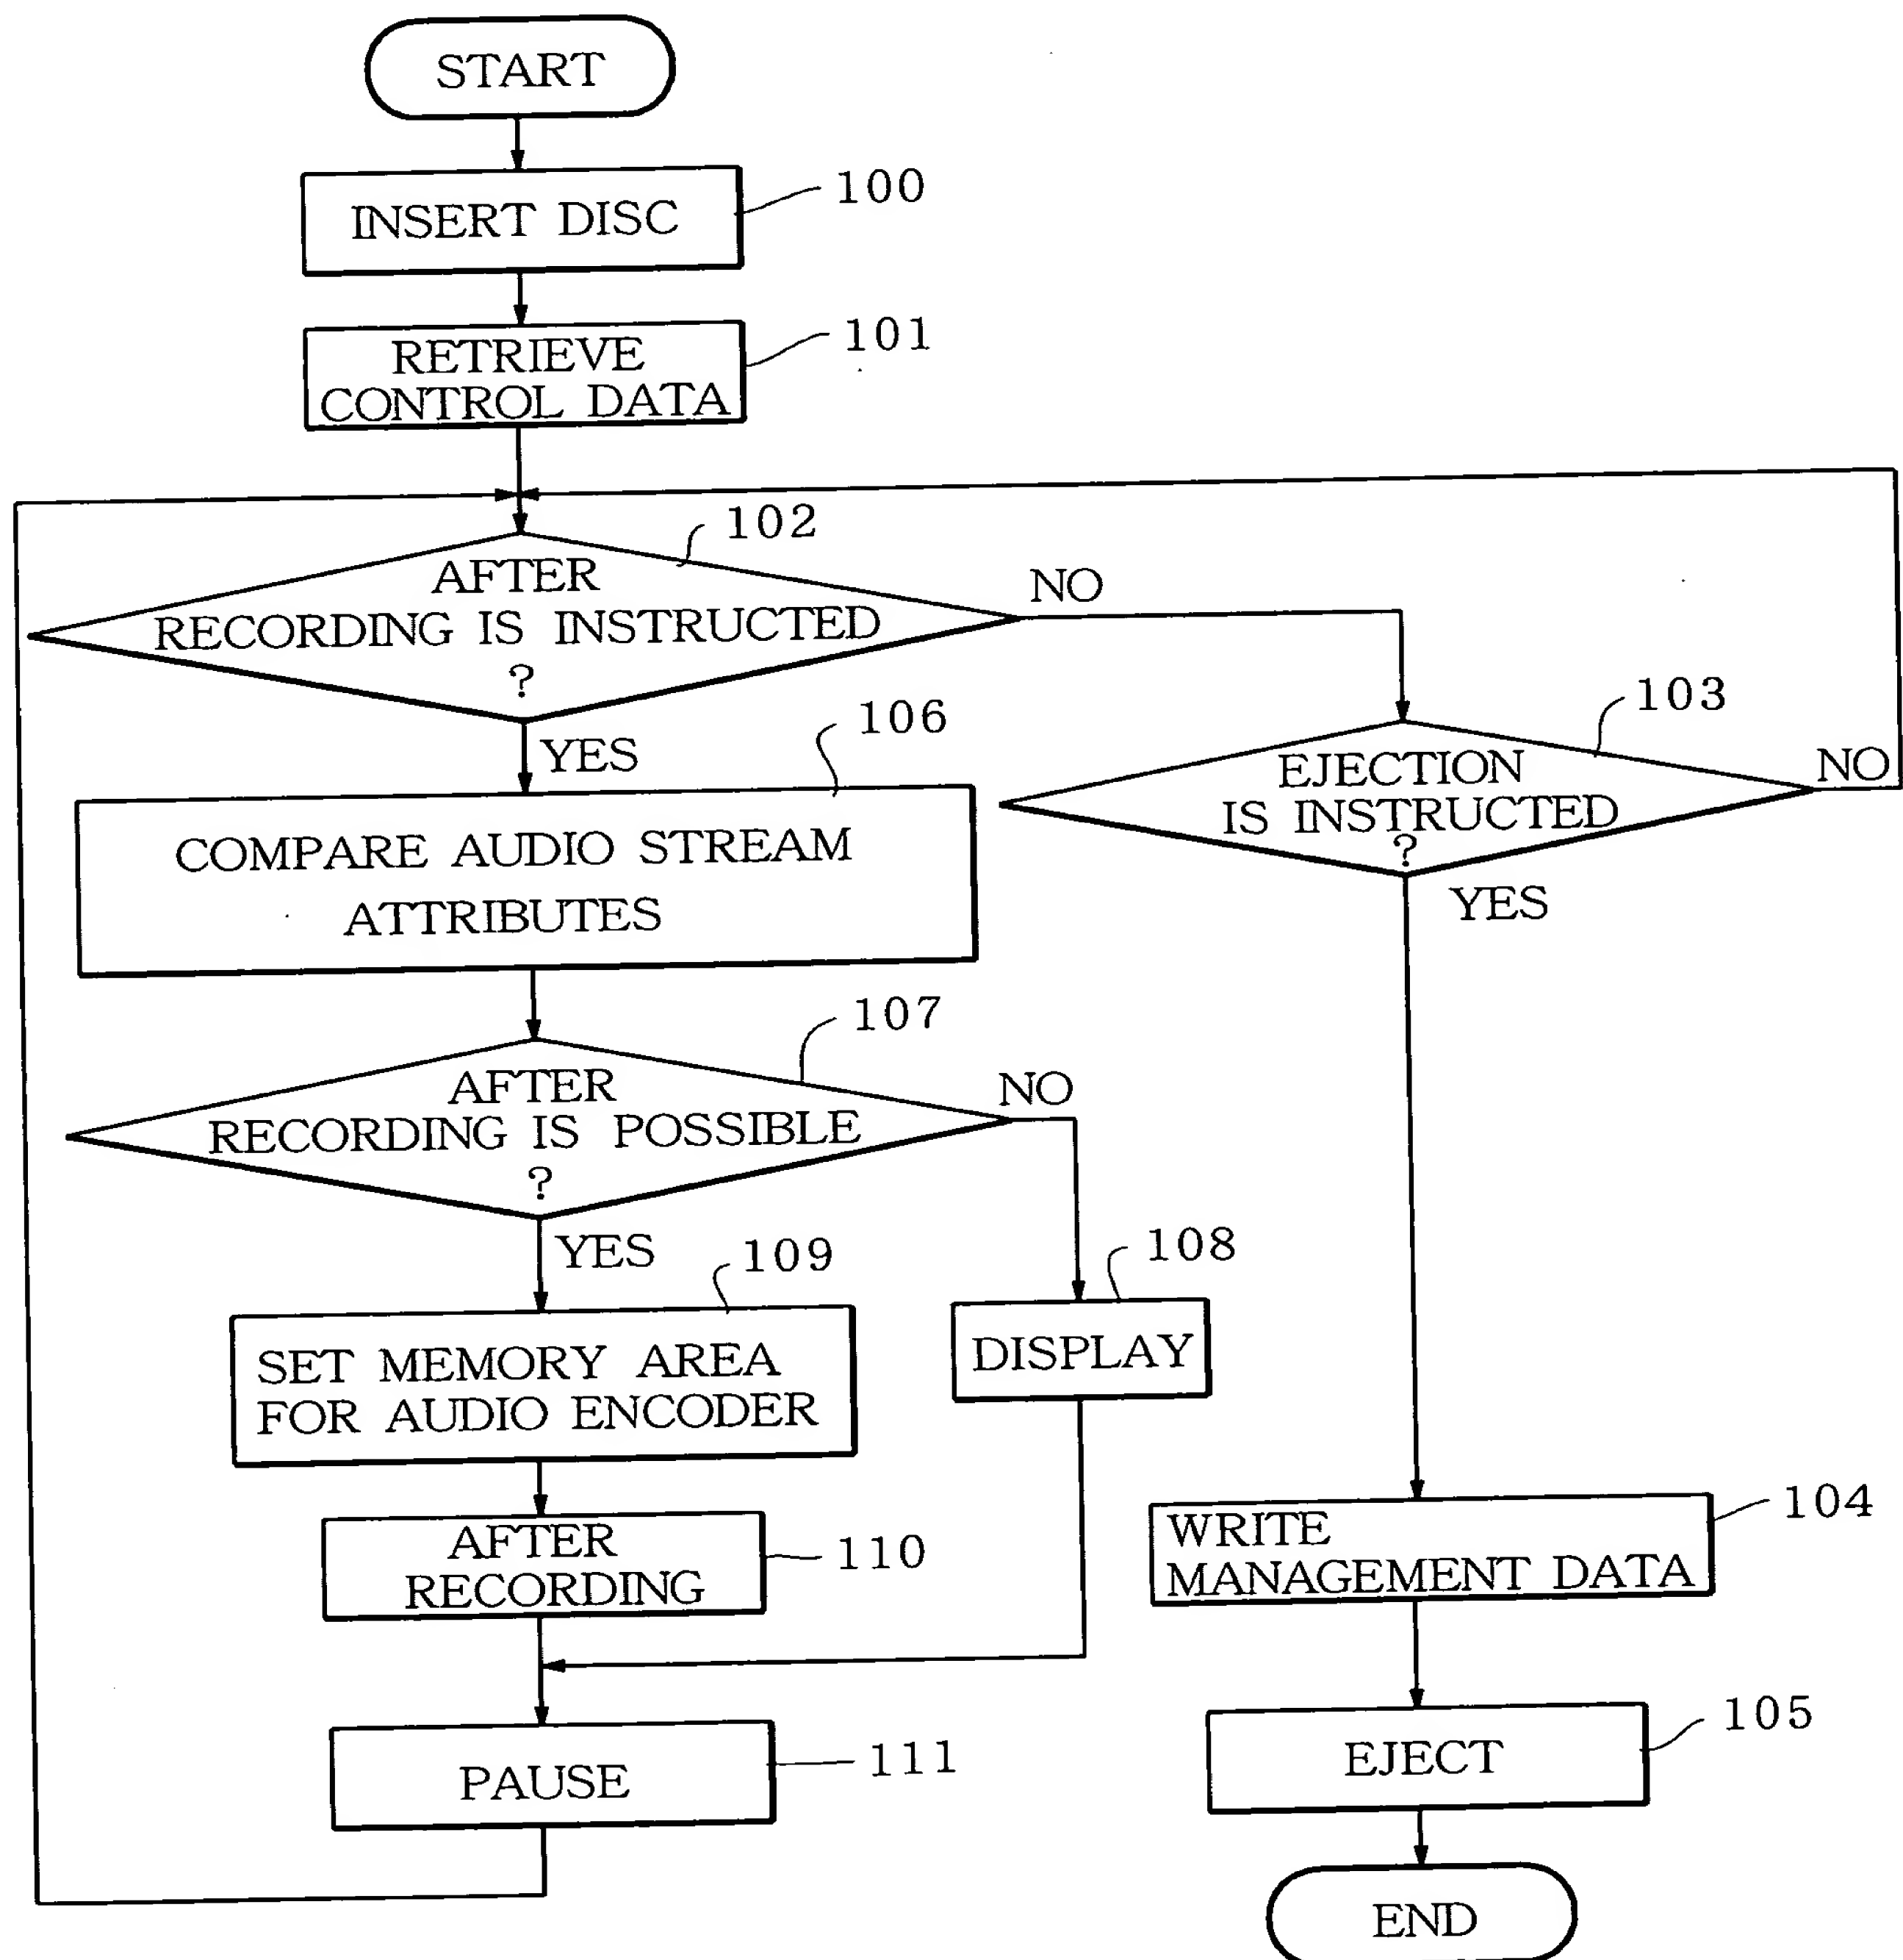 START
INSERT DISC
100
RETRIEVE
CONTROL DATA
101
102
AFTER
RECORDING IS INSTRUCTED
?
NO
YES
103
EJECTION
IS INSTRUCTED
?
NO
YES
106
COMPARE AUDIO STREAM
ATTRIBUTES
107
AFTER
RECORDING IS POSSIBLE
?
NO
YES
109
SET MEMORY AREA
FOR AUDIO ENCODER
108
DISPLAY
AFTER
RECORDING
110
WRITE
MANAGEMENT DATA
104
PAUSE
111
EJECT
105
END